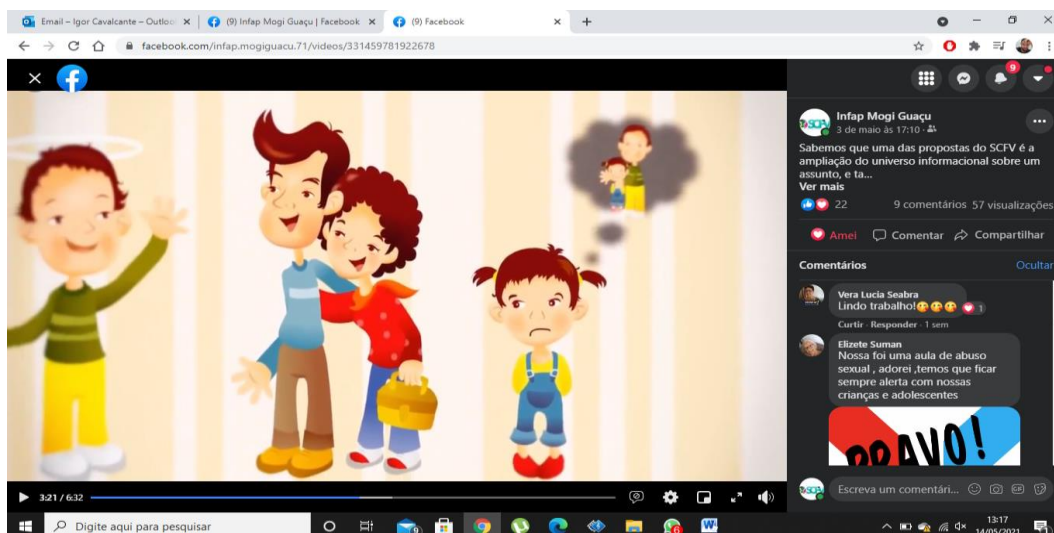 Email – Igor Cavalcante – Outloo
(9) Infap Mogi Guaçu | Facebook
(9) Facebook
facebook.com/infap.mogiguacu.71/videos/331459781922678
9
Infap Mogi Guaçu
3 de maio às 17:10 ·
Sabemos que uma das propostas do SCFV é a
ampliação do universo informacional sobre um
assunto, e ta...
Ver mais
22
9 comentários 57 visualizações
Amei
Comentar
Compartilhar
Comentários
Ocultar
Vera Lucia Seabra
Lindo trabalho!🥰🥰🥰
1
Curtir · Responder · 1 sem
Elizete Suman
Nossa foi uma aula de abuso
sexual , adorei ,temos que ficar
sempre alerta com nossas
crianças e adolescentes
BRAVO!
Escreva um comentári...
GIF
3:21 / 6:32
Digite aqui para pesquisar
13:17
14/05/2021